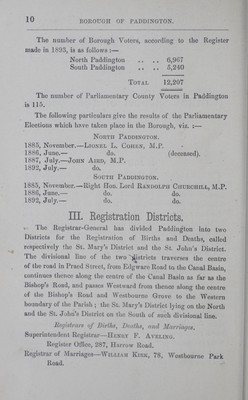 10 BOROUGH OF PADDINGTON.
The number of Borough Voters, according to the Register
made in 1893, is as follows :—
North Paddington .. .. 6,967
South Paddington .. .. 5,240
TOTAL 12,207
The number of Parliamentary County Voters in Paddington
is 115.
The following particulars give the results of the Parliamentary
Elections which have taken place in the Borough, viz. :—
NORTH PADDINGTON.
1885, November.—LIONEL L. COHEN, M.P.
1886, June.— do. (deceased).
1887, July.—JOHN AIRD, M.P.
1892, July.— do.
SOUTH PADDINGTON.
1885, November.—Right Hon. Lord RANDOLPH CHURCHILL, M.P.
1886, June.— do. do.
1892, July.— do. do.
III. Registration Districts.
The Registrar-General has divided Paddington into two
Districts for the Registration of Births and Deaths, called
respectively the St. Mary's District and the St. John's District.
The divisional line of the two districts traverses the centre
of the road in Praed Street, from Edgware Road to the Canal Basin,
continues thence along the centre of the Canal Basin as far as the
Bishop's Road, and passes Westward from thence along the centre
of the Bishop's Road and Westbourne Grove to the Western
boundary of the Parish ; the St. Mary's District lying on the North
and the St. John's District on the South of such divisional line.
Registrars of Births, Deaths, and Marriages.
Superintendent Registrar—HENRY F. AVELING.
Register Office, 287, Harrow Road.
Registrar of Marriages—WILLIAM KIRK, 78, Westbourne Park
Road.